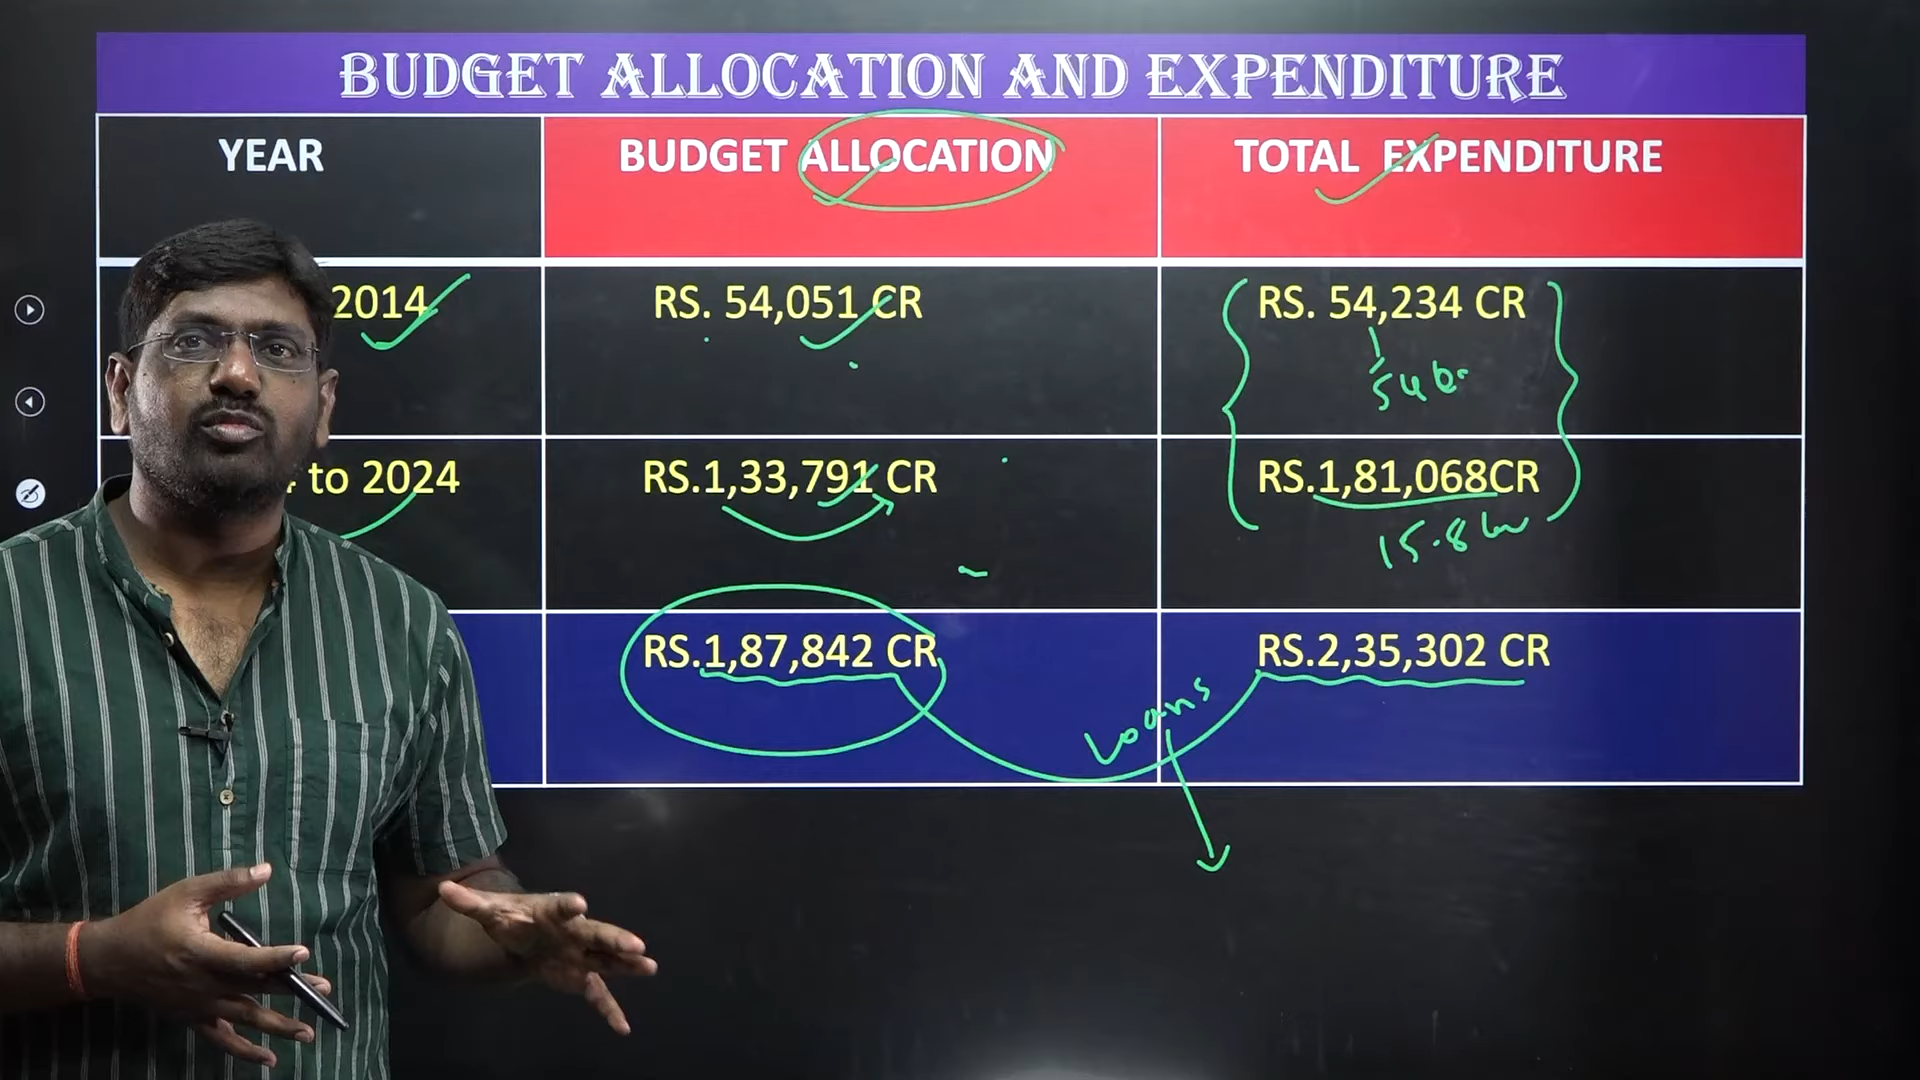 BUDGET ALLOCATION AND EXPENDITURE
YEAR BUDGET ALLOCATION TOTAL EXPENDITURE
2014 RS. 54,051 CR RS. 54,234 CR
to 2024 RS.1,33,791 CR RS.1,81,068CR
15.8
RS.1,87,842 CR RS.2,35,302 CR
Loans